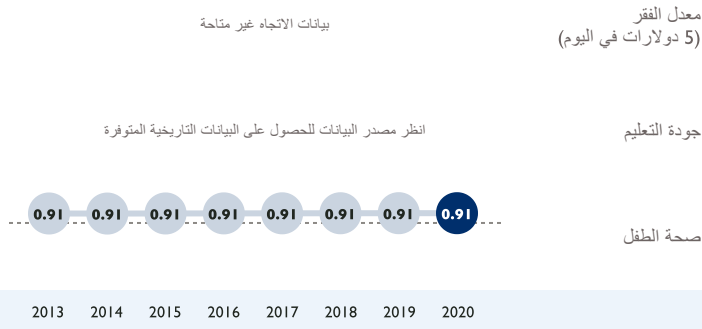 معدل الفقر
(5 دولارات في اليوم)
بيانات الاتجاه غير متاحة
جودة التعليم
انظر مصدر البيانات للحصول على البيانات التاريخية المتوفرة
صحة الطفل
0.91 0.91 0.91 0.91 0.91 0.91 0.91 0.91
2013 2014 2015 2016 2017 2018 2019 2020